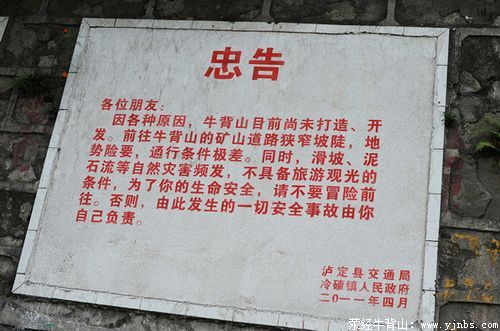 忠告
各位朋友：
因各种原因，牛背山目前尚未打造、开
发。前往牛背山的矿山道路狭窄坡陡，地
势险要，通行条件极差。同时，滑坡、泥
石流等自然灾害频发，不具备旅游观光的
条件，为了你的生命安全，请不要冒险前
往。否则，由此发生的一切安全事故由你
自己负责。
泸定县交通局
冷碛镇人民政府
二0一一年四月
荥经牛背山：www.yjnbs.com